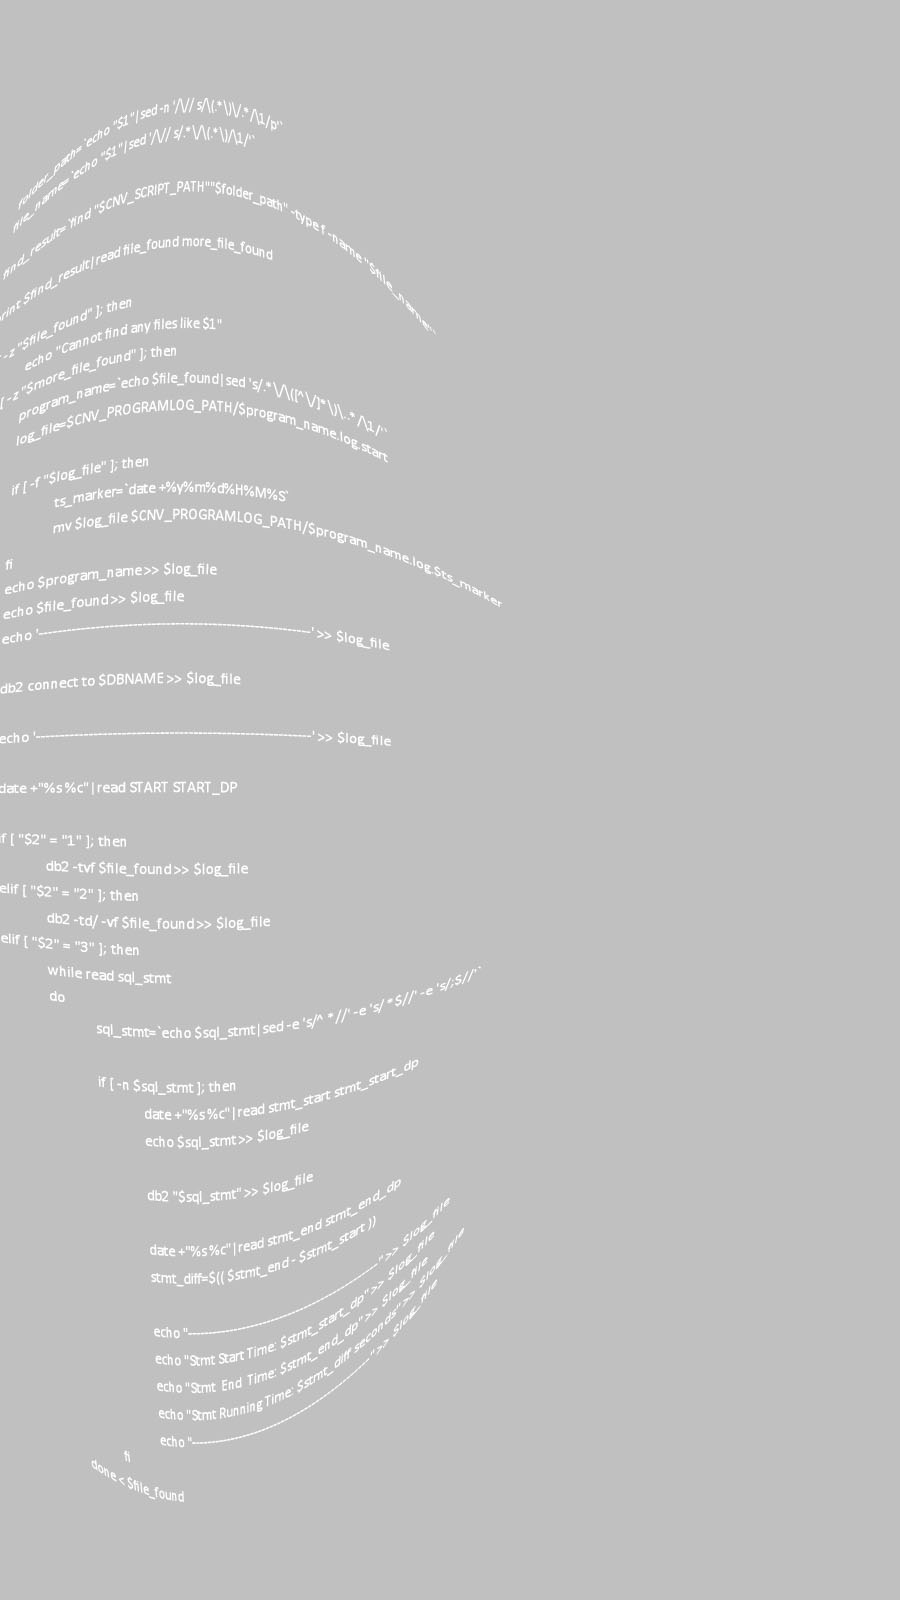 folder_path=`echo "$1"|sed -n '/\// s/\(.*\)\/.*/\1/p'`
file_name=`echo "$1"|sed '/\// s/.*\/\(.*\)/\1/'`
find_result=`find "$CNV_SCRIPT_PATH""$folder_path" -type f -name "$file_name"`
print $find_result|read file_found more_file_found
-z "$file_found" ]; then
echo "Cannot find any files like $1"
[ -z "$more_file_found" ]; then
program_name=`echo $file_found|sed 's/.*\/\([^\/]*\)\..*/\1/'`
log_file=$CNV_PROGRAMLOG_PATH/$program_name.log.start
if [ -f "$log_file" ]; then
ts_marker=`date +%y%m%d%H%M%S`
mv $log_file $CNV_PROGRAMLOG_PATH/$program_name.log.$ts_marker
fi
echo $program_name>> $log_file
echo $file_found>> $log_file
echo '------------------------------------------------------------' >> $log_file
db2 connect to $DBNAME>> $log_file
echo '------------------------------------------------------------' >> $log_file
date +"%s %c"|read START START_DP
if [ "$2" = "1" ]; then
db2 -tvf $file_found>> $log_file
elif [ "$2" = "2" ]; then
db2 -td/ -vf $file_found>> $log_file
elif [ "$2" = "3" ]; then
while read sql_stmt
do
sql_stmt=`echo $sql_stmt|sed -e 's/^ *//' -e 's/ *$//' -e 's/;$//'`
if [ -n $sql_stmt ]; then
date +"%s %c"|read stmt_start stmt_start_dp
echo $sql_stmt>> $log_file
db2 "$sql_stmt" >> $log_file
date +"%s %c"|read stmt_end stmt_end_dp
stmt_diff=$(( $stmt_end - $stmt_start ))
echo "------------------------------------------------" >> $log_file
echo "Stmt Start Time: $stmt_start_dp" >> $log_file
echo "Stmt End Time: $stmt_end_dp" >> $log_file
echo "Stmt Running Time: $stmt_diff seconds" >> $log_file
echo "------------------------------------------------" >> $log_file
fi
done < $file_found